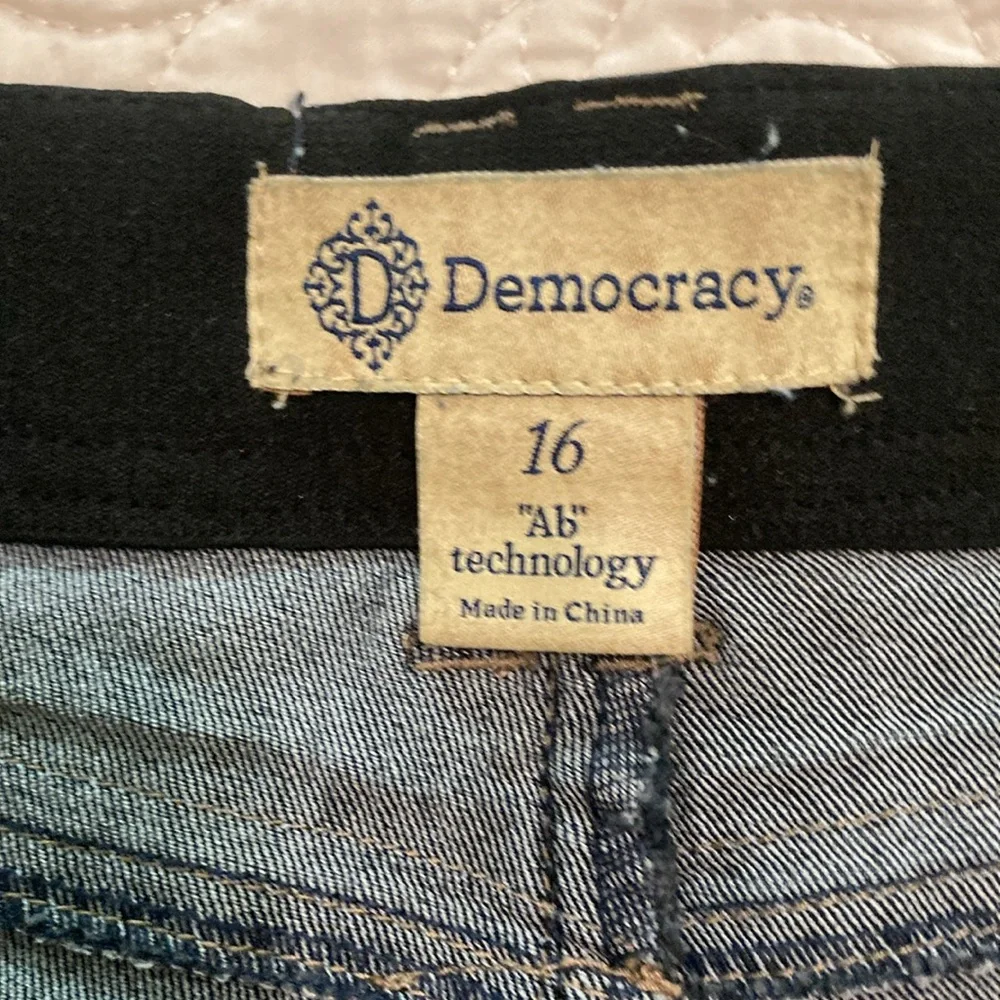 D Democracy®
16
"Ab"
technology
Made in China